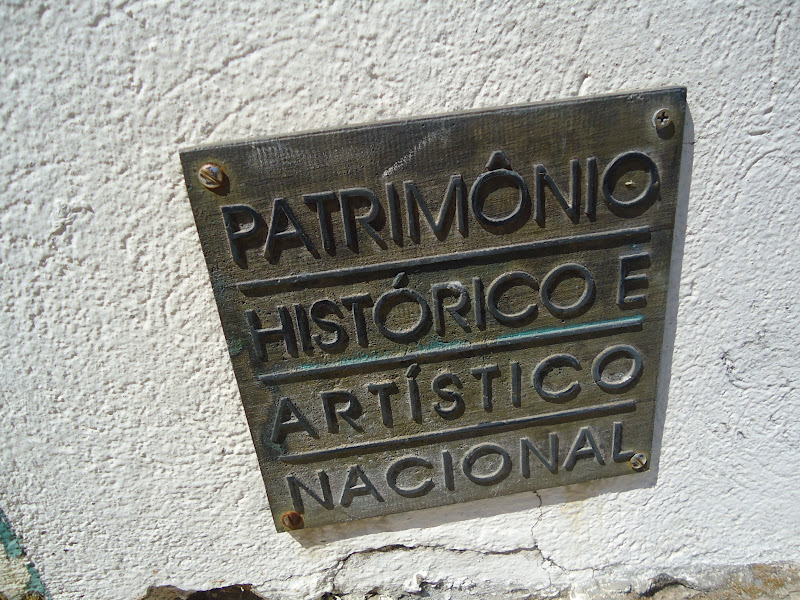 PATRIMÔNIO
HISTÓRICO E
ARTÍSTICO
NACIONAL